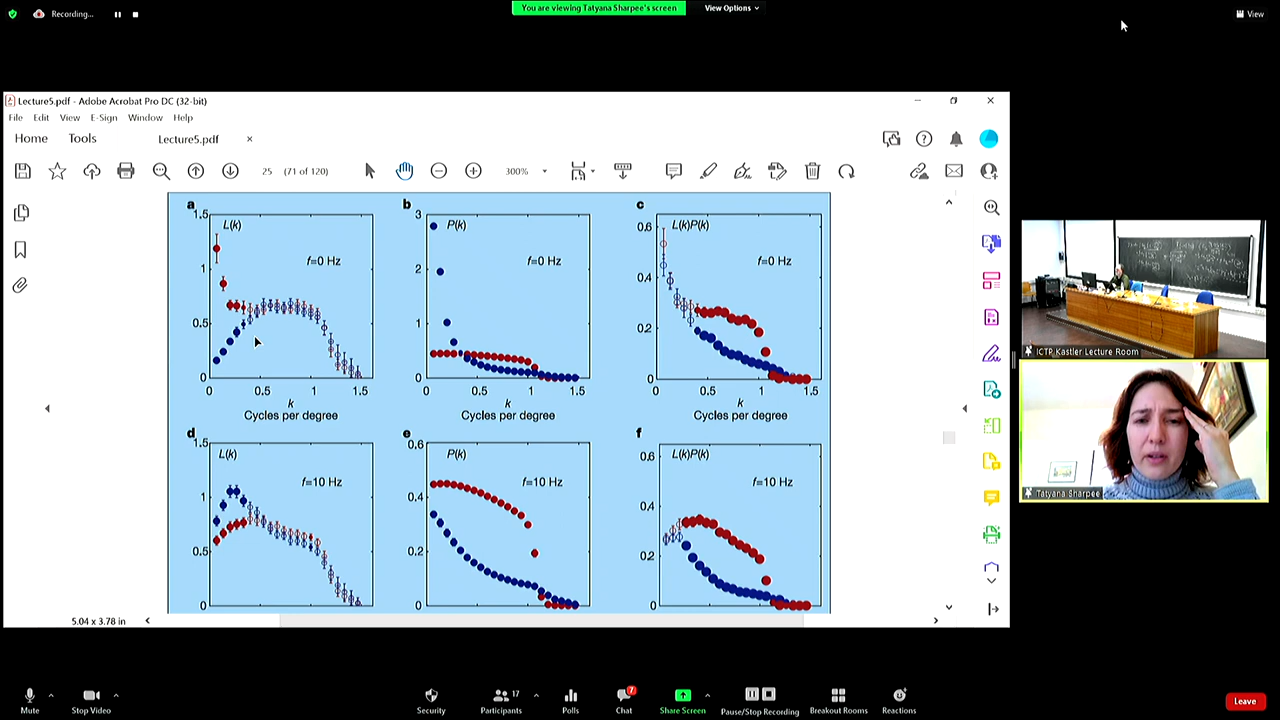 Recording...
You are viewing Tatyana Sharpee's screen
View Options
View
Lecture5.pdf - Adobe Acrobat Pro DC (32-bit)
File Edit View E-Sign Window Help
Home Tools Lecture5.pdf ×
25 (71 of 120) 300%
a b c
1.5 L(k) 3 P(k) 0.6 L(k)P(k)
f=0 Hz f=0 Hz f=0 Hz
1 2 0.4
0.5 1 0.2
0 0 0
0 0.5 1 1.5 0 0.5 1 1.5 0 0.5 1 1.5
k k k
Cycles per degree Cycles per degree Cycles per degree
d e f
1.5 L(k) 0.6 P(k) 0.6 L(k)P(k)
f=10 Hz f=10 Hz f=10 Hz
1 0.4 0.4
0.5 0.2 0.2
0 0 0
5.04 x 3.78 in
ICTP Kastler Lecture Room
Tatyana Sharpee
17 7
Mute Stop Video Security Participants Polls Chat Share Screen Pause/Stop Recording Breakout Rooms Reactions Leave